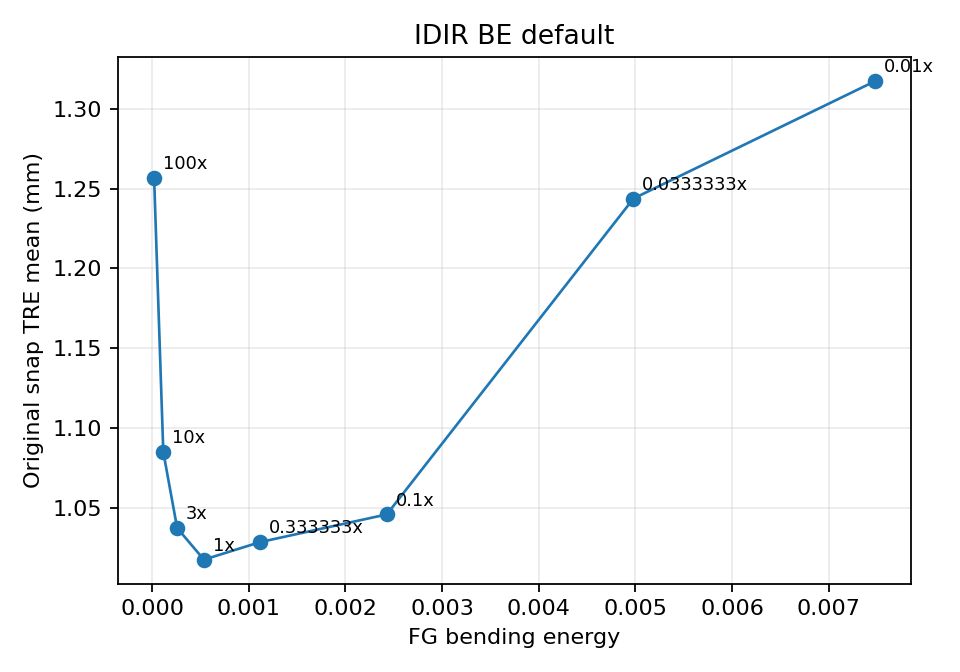 IDIR BE default
Original snap TRE mean (mm)
1.30
1.25
1.20
1.15
1.10
1.05
100x
10x
3x
1x
0.333333x
0.1x
0.0333333x
0.01x
0.000
0.001
0.002
0.003
0.004
0.005
0.006
0.007
FG bending energy